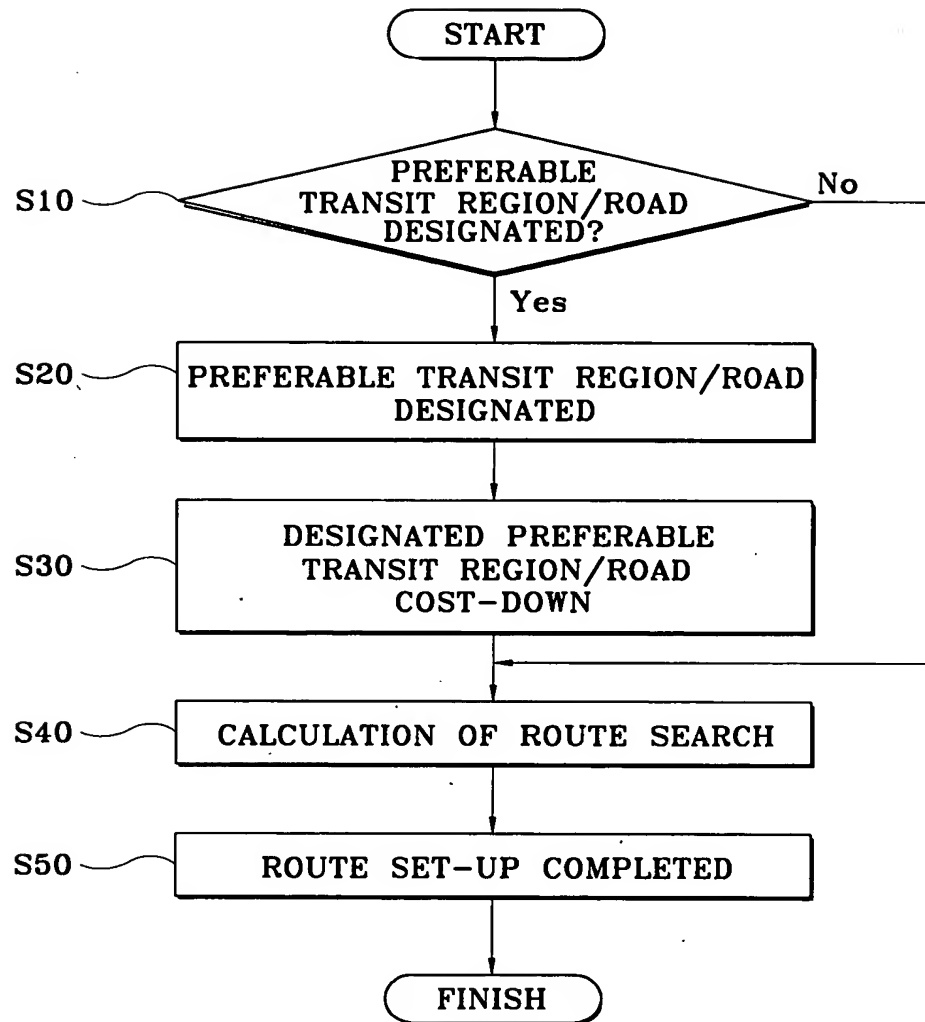 START
S10
PREFERABLE
TRANSIT REGION/ROAD
DESIGNATED?
No
Yes
S20
PREFERABLE TRANSIT REGION/ROAD
DESIGNATED
S30
DESIGNATED PREFERABLE
TRANSIT REGION/ROAD
COST-DOWN
S40
CALCULATION OF ROUTE SEARCH
S50
ROUTE SET-UP COMPLETED
FINISH